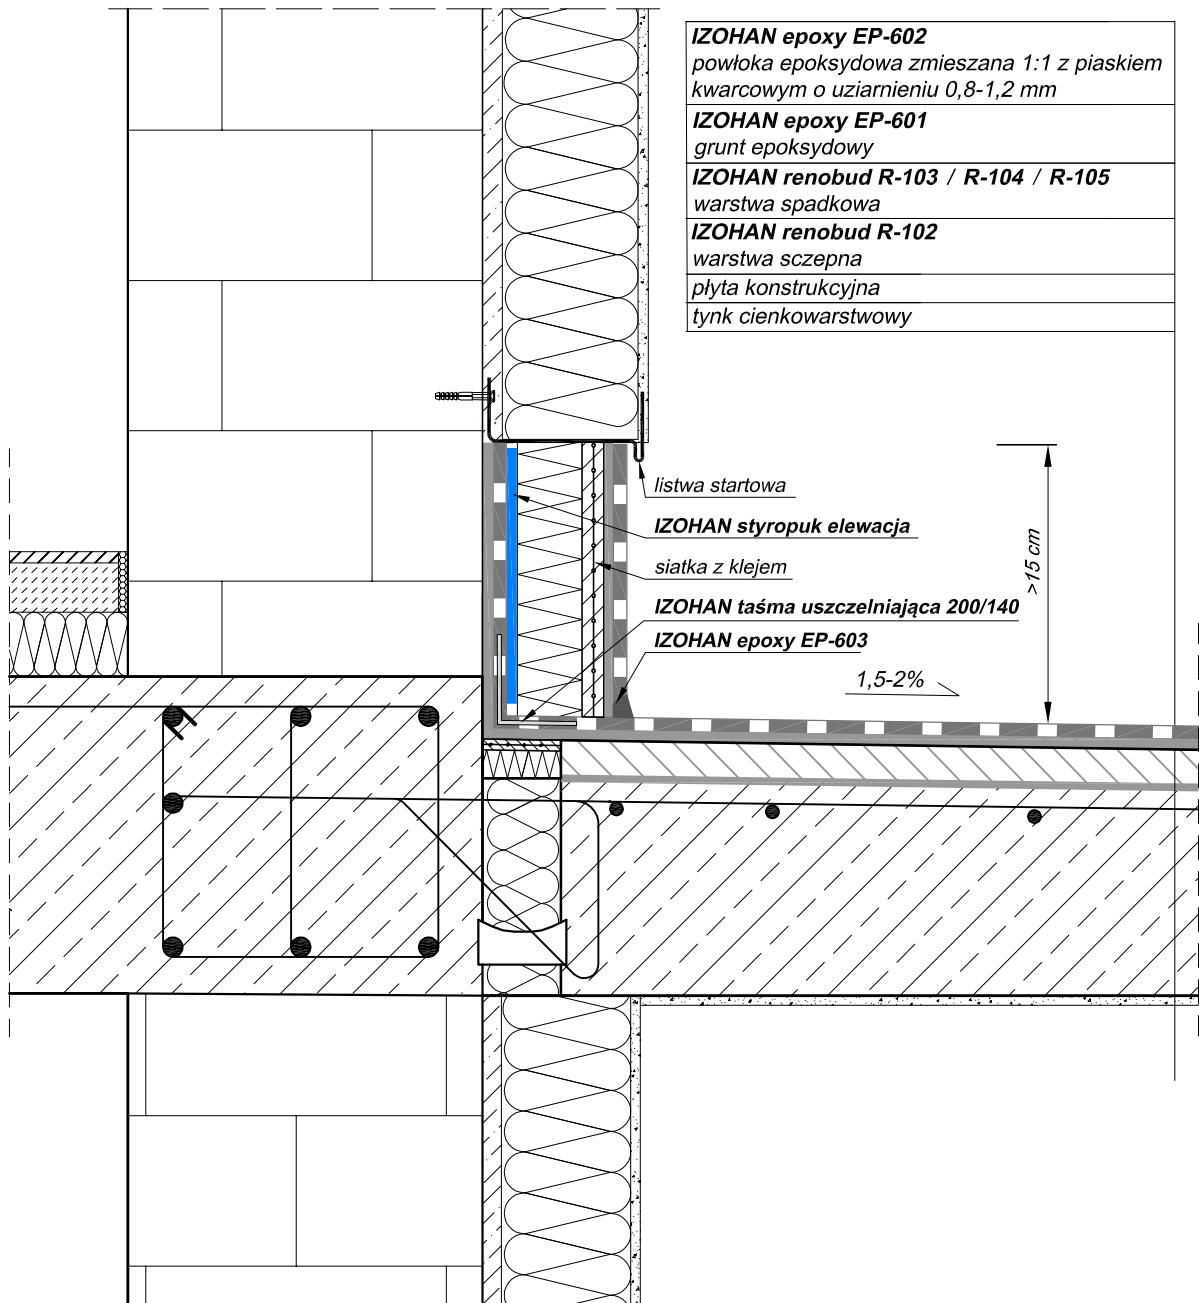 IZOHAN epoxy EP-602
powłoka epoksydowa zmieszana 1:1 z piaskiem
kwarcowym o uziarnieniu 0,8-1,2 mm
IZOHAN epoxy EP-601
grunt epoksydowy
IZOHAN renobud R-103 / R-104 / R-105
warstwa spadkowa
IZOHAN renobud R-102
warstwa sczepna
płyta konstrukcyjna
tynk cienkowarstwowy
listwa startowa
IZOHAN styropuk elewacja
siatka z klejem
IZOHAN taśma uszczelniająca 200/140
IZOHAN epoxy EP-603
>15 cm
1,5-2%